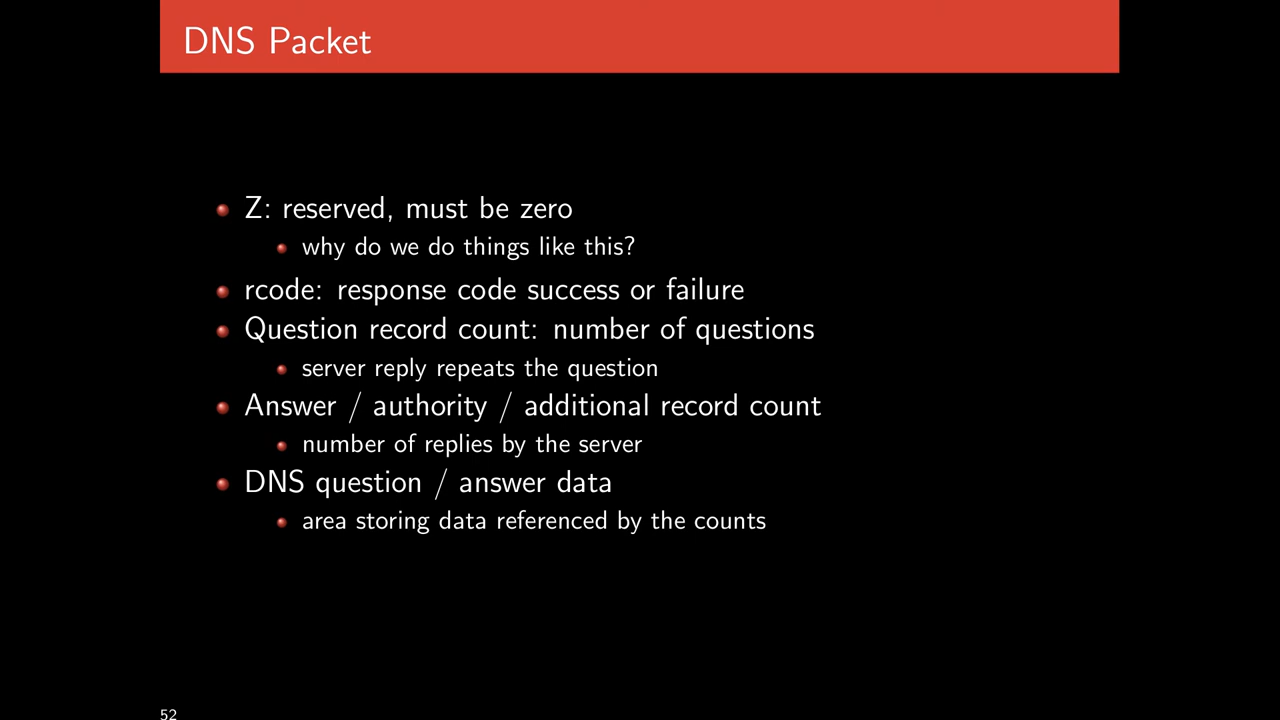 DNS Packet
Z: reserved, must be zero
why do we do things like this?
rcode: response code success or failure
Question record count: number of questions
server reply repeats the question
Answer / authority / additional record count
number of replies by the server
DNS question / answer data
area storing data referenced by the counts
52